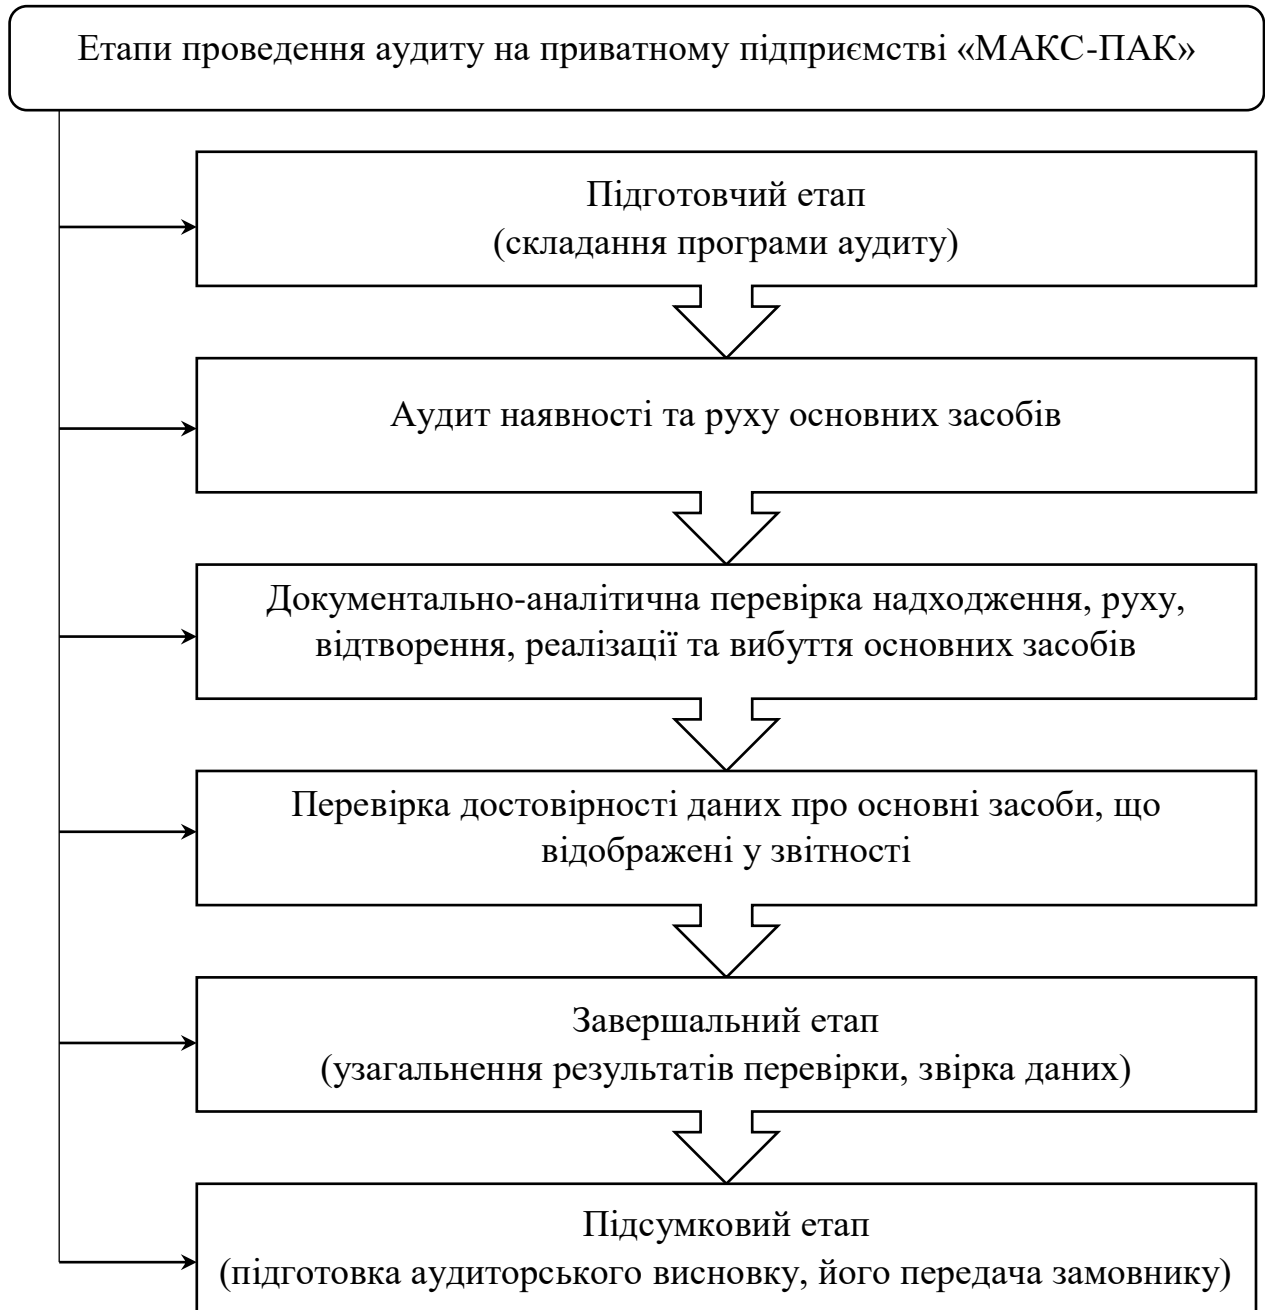 Етапи проведення аудиту на приватному підприємстві «МАКС-ПАК»
Підготовчий етап
(складання програми аудиту)
Аудит наявності та руху основних засобів
Документально-аналітична перевірка надходження, руху,
відтворення, реалізації та вибуття основних засобів
Перевірка достовірності даних про основні засоби, що
відображені у звітності
Завершальний етап
(узагальнення результатів перевірки, звірка даних)
Підсумковий етап
(підготовка аудиторського висновку, його передача замовнику)